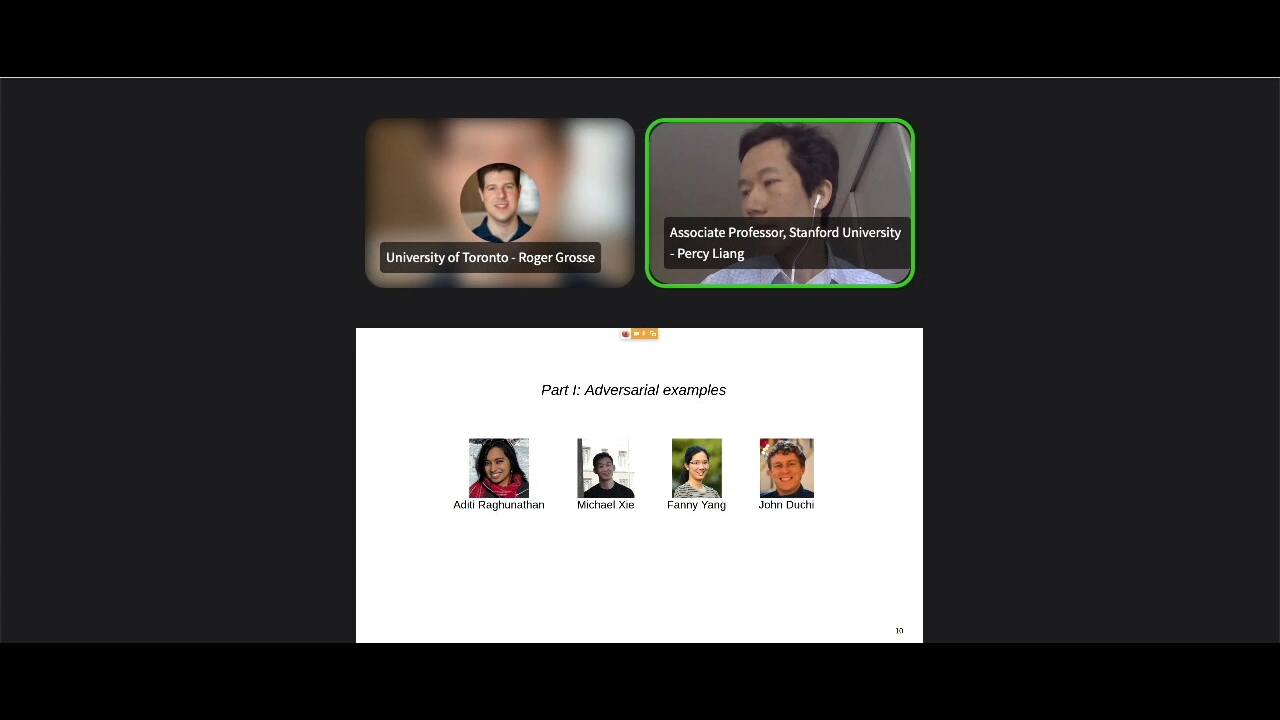 University of Toronto - Roger Grosse
Associate Professor, Stanford University
- Percy Liang
Part I: Adversarial examples
Aditi Raghunathan
Michael Xie
Fanny Yang
John Duchi
10